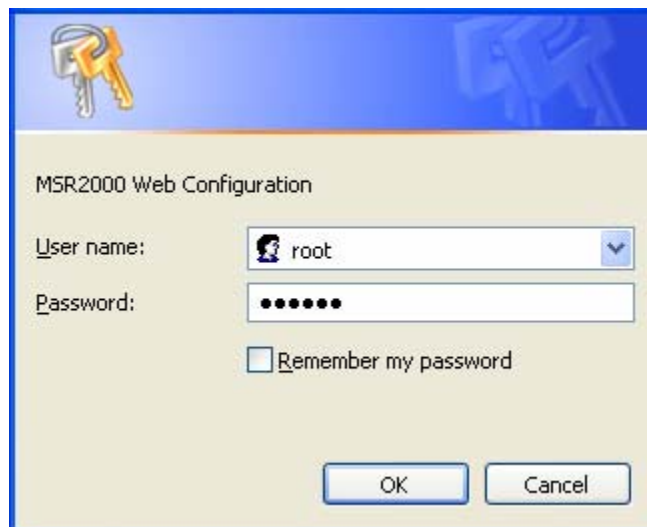 MSR2000 Web Configuration
User name:
root
Password:
••••••
Remember my password
OK
Cancel